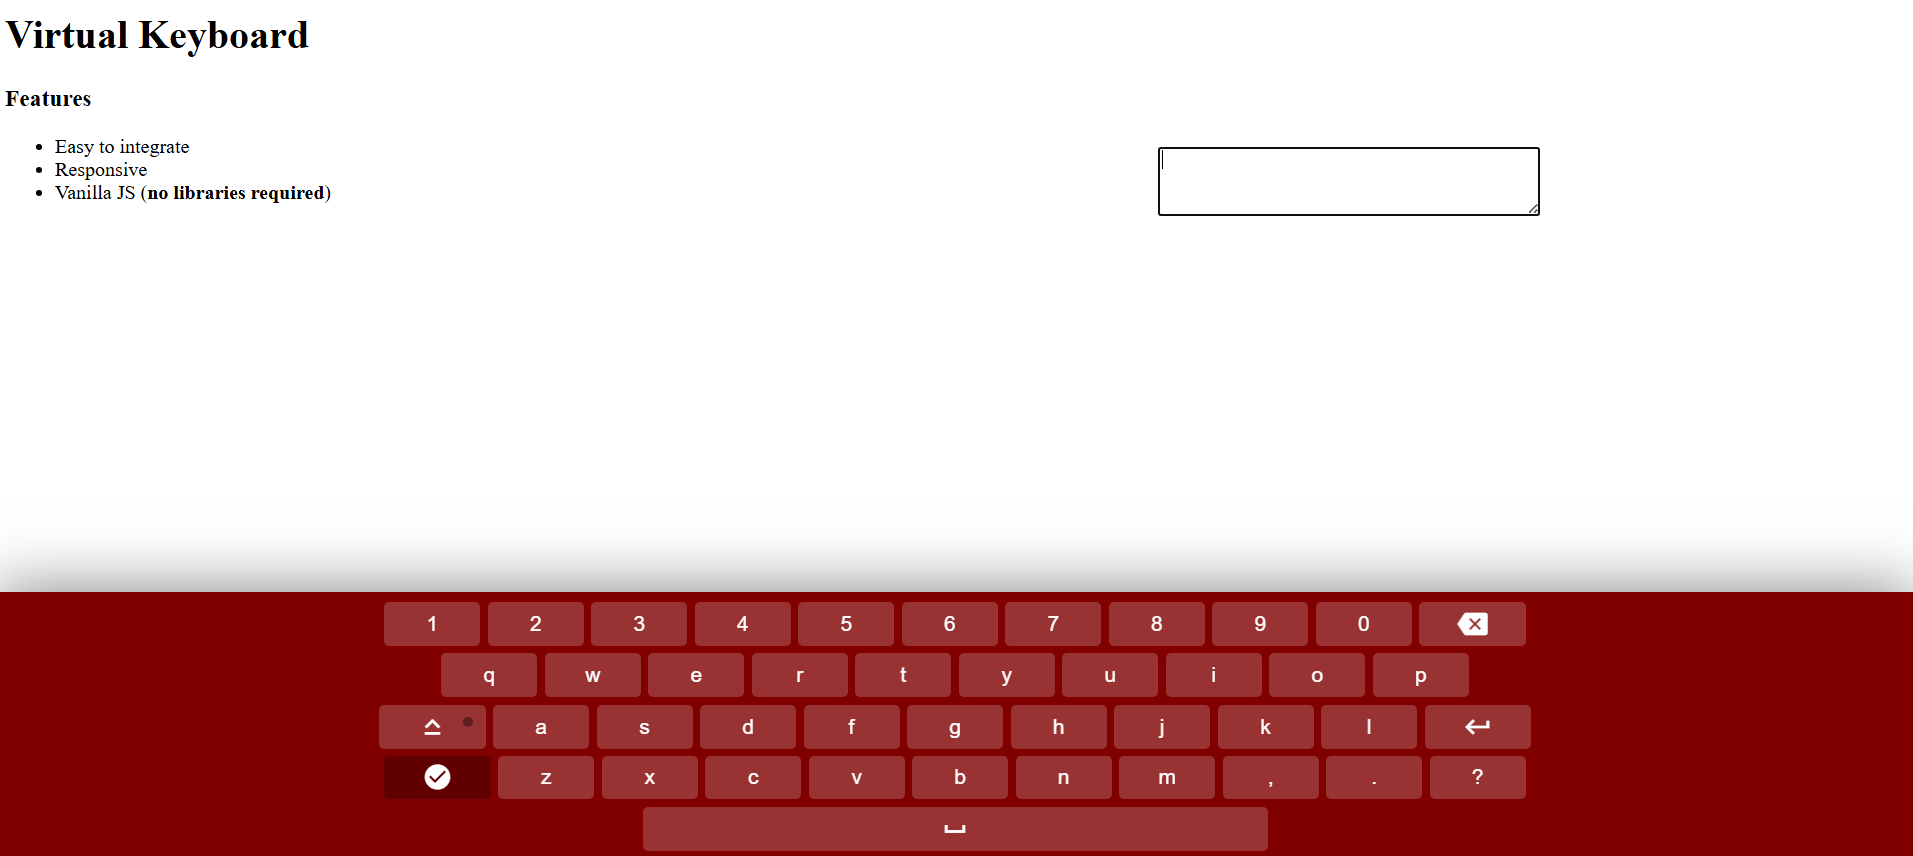 Virtual Keyboard
Features
Easy to integrate
Responsive
Vanilla JS (no libraries required)
1 2 3 4 5 6 7 8 9 0
q w e r t y u i o p
a s d f g h j k l
z x c v b n m , . ?